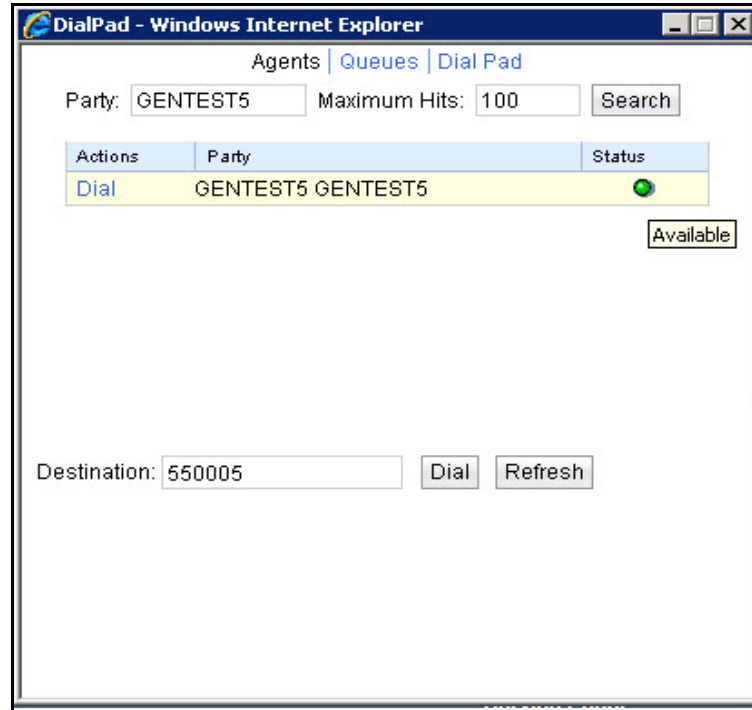 DialPad - Windows Internet Explorer
Agents | Queues | Dial Pad
Party: GENTEST5 Maximum Hits: 100 Search
Actions Party Status
Dial GENTEST5 GENTEST5
Available
Destination: 550005 Dial Refresh